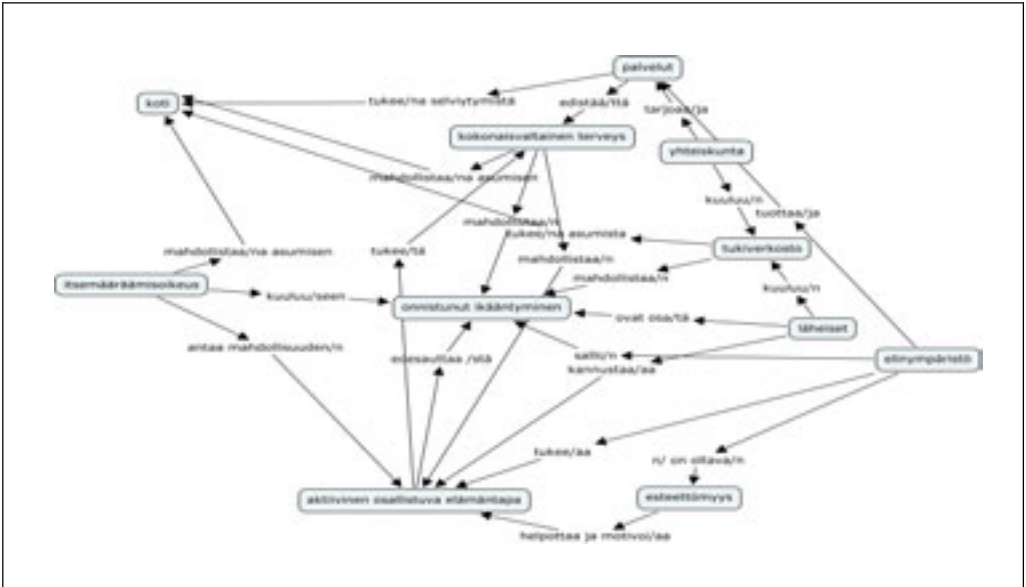 palvelut
koti
tukee/na selviytymistä
edistää/ttä
tarjoaa/ja
kokonaisvaltainen terveys
yhteiskunta
mahdollistaa/na asumisen
kuuluu/n
tuottaa/ja
mahdollistaa/n
tukee/na asumista
tukee/tä
tukiverkosto
mahdollistaa/na asumisen
mahdollistaa/n
mahdollistaa/n
itsemääräämisoikeus
kuuluu/seen
kuuluu/n
onnistunut ikääntyminen
ovat osa/tä
läheiset
antaa mahdollisuuden/n
edesauttaa /stä
sallii/n
elinympäristö
kannustaa/aa
tukee/aa
n/ on oltava/n
aktiivinen osallistuva elämäntapa
esteettömyys
helpottaa ja motivoi/aa